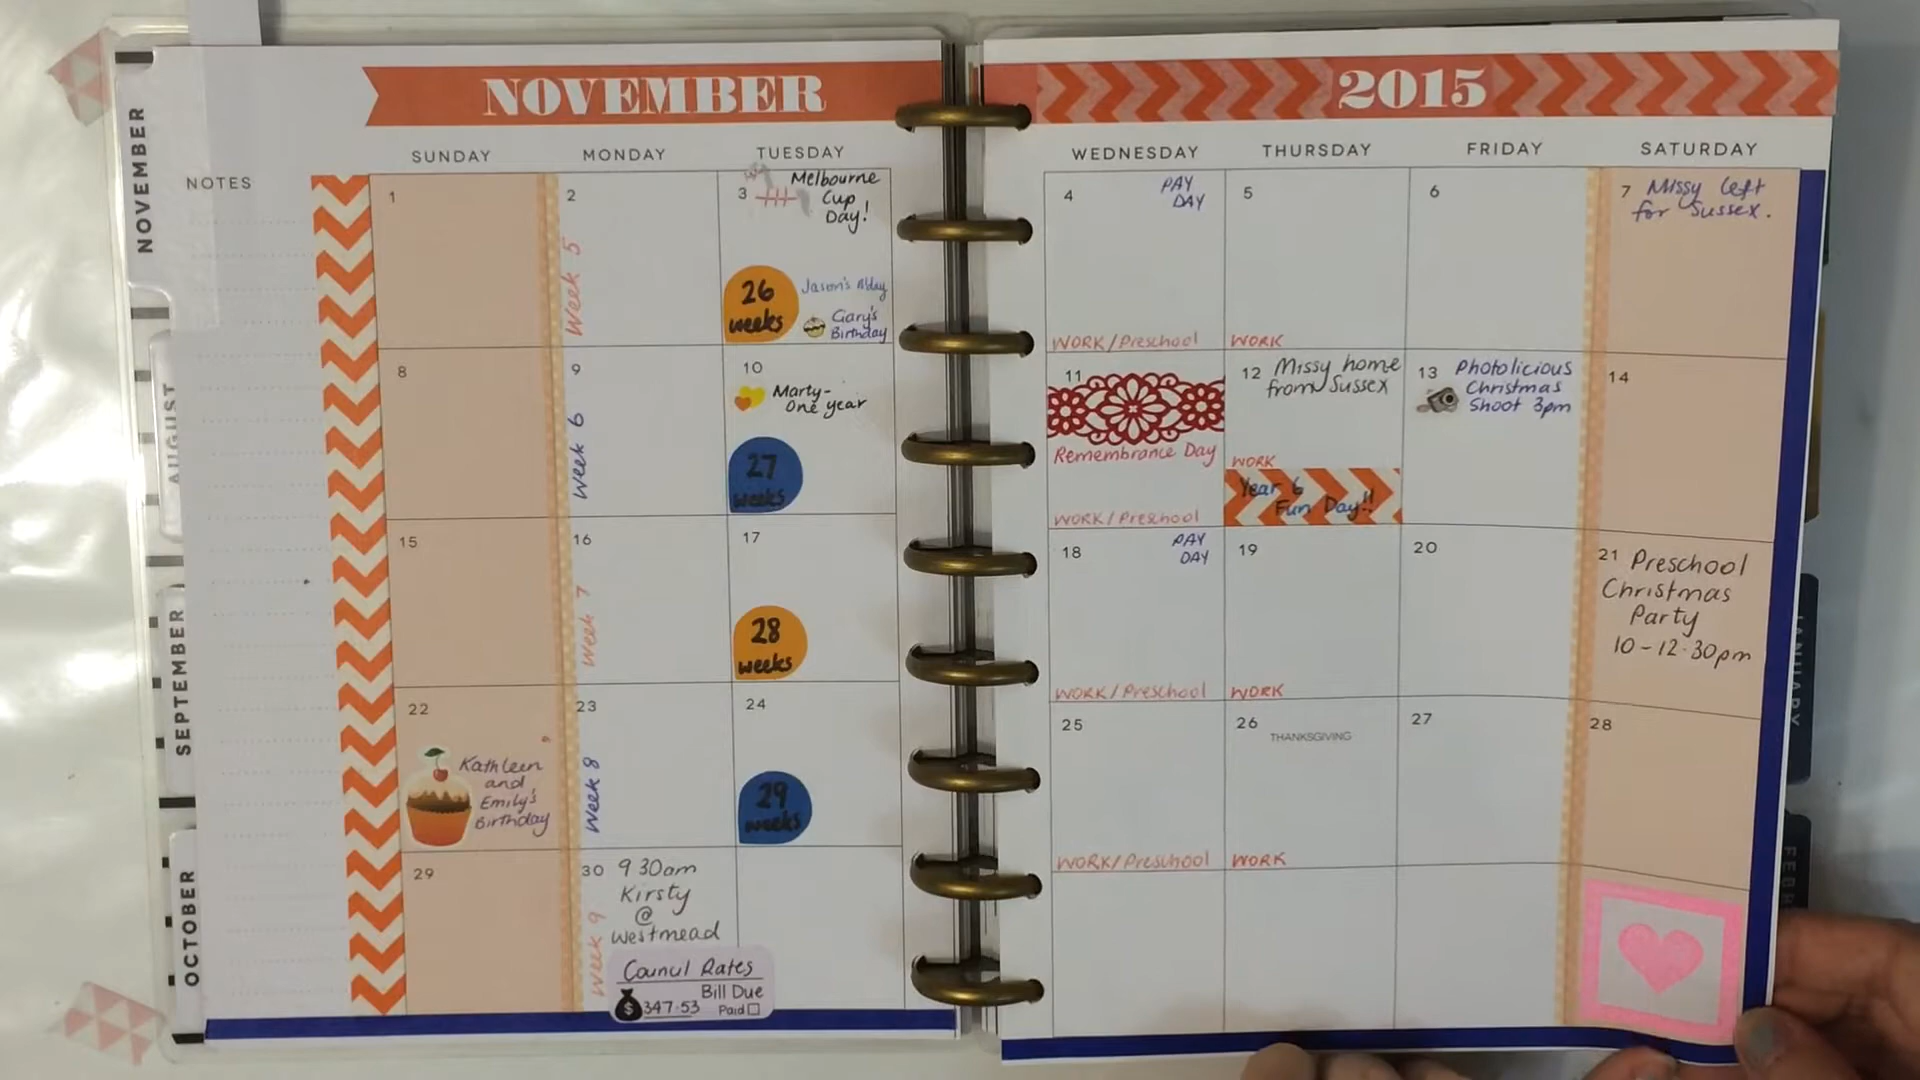 NOVEMBER
2015
NOVEMBER
AUGUST
SEPTEMBER
OCTOBER
NOTES
SUNDAY MONDAY TUESDAY WEDNESDAY THURSDAY FRIDAY SATURDAY
1
2
Week 5
3
Melbourne
Cup
Day!
26
weeks
Jason's
Gary's
Birthday
4
PAY
DAY
WORK/Preschool
5
WORK
6
7 Missy left
for Sussex.
8
9
Week 6
10
Marty-
One year
27
weeks
11
Remembrance Day
WORK/Preschool
12 Missy home
from Sussex
WORK
Year 6
Fun Day!!
13 Photolicious
Christmas
Shoot 3pm
14
15
16
Week 7
17
28
weeks
18
PAY
DAY
WORK/Preschool
19
WORK
20
21 Preschool
Christmas
Party
10-12.30pm
22
Kathleen
and
Emily's
Birthday
23
Week 8
24
29
weeks
25
WORK/Preschool
26
THANKSGIVING
WORK
27
28
29
30 9 30am
Kirsty
@
Westmead
Week 9
Council Rates
Bill Due
$ 347.53 Paid
JANUARY